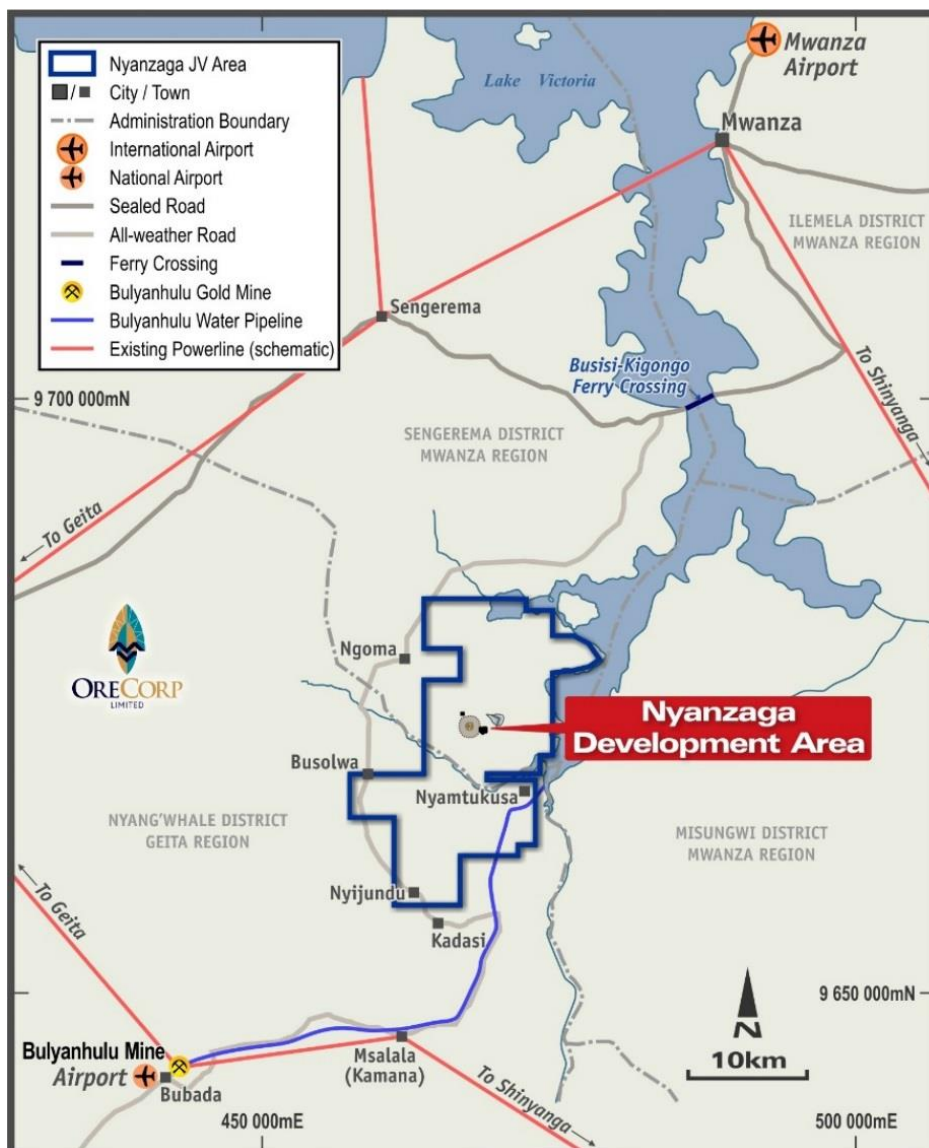 Nyanzaga JV Area
City / Town
Administration Boundary
International Airport
National Airport
Sealed Road
All-weather Road
Ferry Crossing
Bulyanhulu Gold Mine
Bulyanhulu Water Pipeline
Existing Powerline (schematic)
Lake Victoria
Mwanza
Airport
Mwanza
ILEMELA DISTRICT
MWANZA REGION
Sengerema
Busisi-Kigongo
Ferry Crossing
To Shinyanga
9 700 000mN
SENGEREMA DISTRICT
MWANZA REGION
To Geita
ORECORP
LIMITED
Ngoma
Nyanzaga
Development Area
Busolwa
Nyamtukusa
NYANG'WHALE DISTRICT
GEITA REGION
MISUNGWI DISTRICT
MWANZA REGION
To Geita
Nyijundu
Kadasi
9 650 000mN
N
10km
Bulyanhulu Mine
Airport
Bubada
Msalala
(Kamana)
To Shinyanga
450 000mE
500 000mE